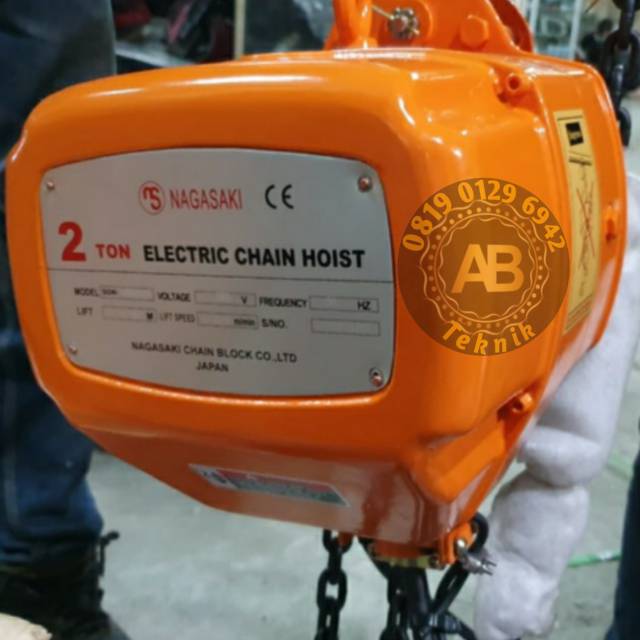 NS NAGASAKI CE
2 TON ELECTRIC CHAIN HOIST
MODEL VOLTAGE V FREQUENCY HZ
LIFT M LIFT SPEED S/NO.
NAGASAKI CHAIN BLOCK CO.,LTD
JAPAN
0819 0129 6942
AB
Teknik